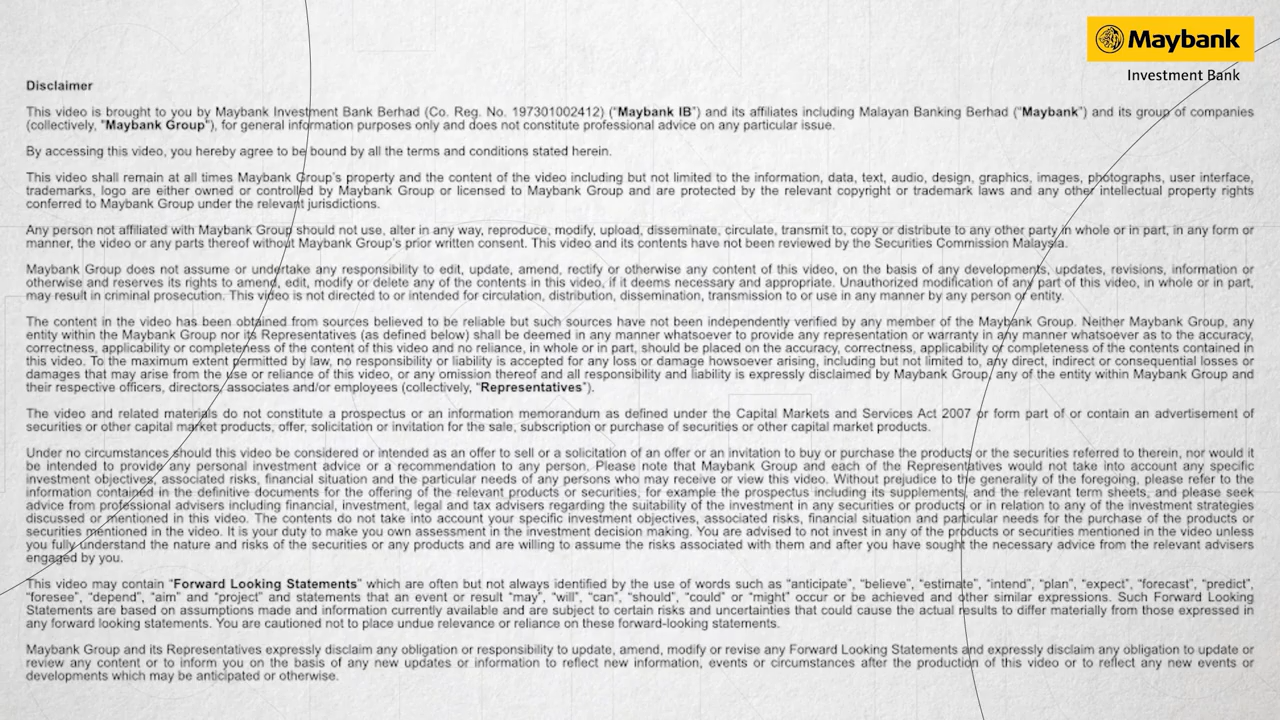 Maybank
Investment Bank
Disclaimer
This video is brought to you by Maybank Investment Bank Berhad (Co. Reg. No. 197301002412) (“Maybank IB”) and its affiliates including Malayan Banking Berhad (“Maybank”) and its group of companies
(collectively, "Maybank Group"), for general information purposes only and does not constitute professional advice on any particular issue.
By accessing this video, you hereby agree to be bound by all the terms and conditions stated herein.
This video shall remain at all times Maybank Group’s property and the content of the video including but not limited to the information, data, text, audio, design, graphics, images, photographs, user interface,
trademarks, logo are either owned or controlled by Maybank Group or licensed to Maybank Group and are protected by the relevant copyright or trademark laws and any other intellectual property rights
conferred to Maybank Group under the relevant jurisdictions.
Any person not affiliated with Maybank Group should not use, alter in any way, reproduce, modify, upload, disseminate, circulate, transmit to, copy or distribute to any other party in whole or in part, in any form or
manner, the video or any parts thereof without Maybank Group’s prior written consent. This video and its contents have not been reviewed by the Securities Commission Malaysia.
Maybank Group does not assume or undertake any responsibility to edit, update, amend, rectify or otherwise any content of this video, on the basis of any developments, updates, revisions, information or
otherwise and reserves its rights to amend, edit, modify or delete any of the contents in this video, if it deems necessary and appropriate. Unauthorized modification of any part of this video, in whole or in part,
may result in criminal prosecution. This video is not directed to or intended for circulation, distribution, dissemination, transmission to or use in any manner by any person or entity.
The content in the video has been obtained from sources believed to be reliable but such sources have not been independently verified by any member of the Maybank Group. Neither Maybank Group, any
entity within the Maybank Group nor its Representatives (as defined below) shall be deemed in any manner whatsoever to provide any representation or warranty in any manner whatsoever as to the accuracy,
correctness, applicability or completeness of the content of this video and no reliance, in whole or in part, should be placed on the accuracy, correctness, applicability or completeness of the contents contained in
this video. To the maximum extent permitted by law, no responsibility or liability is accepted for any loss or damage howsoever arising, including but not limited to, any direct, indirect or consequential losses or
damages that may arise from the use or reliance of this video, or any omission thereof and all responsibility and liability is expressly disclaimed by Maybank Group, any of the entity within Maybank Group and
their respective officers, directors, associates and/or employees (collectively, “Representatives”).
The video and related materials do not constitute a prospectus or an information memorandum as defined under the Capital Markets and Services Act 2007 or form part of or contain an advertisement of
securities or other capital market products, offer, solicitation or invitation for the sale, subscription or purchase of securities or other capital market products.
Under no circumstances should this video be considered or intended as an offer to sell or a solicitation of an offer or an invitation to buy or purchase the products or the securities referred to therein, nor would it
be intended to provide any personal investment advice or a recommendation to any person. Please note that Maybank Group and each of the Representatives would not take into account any specific
investment objectives, associated risks, financial situation and the particular needs of any persons who may receive or view this video. Without prejudice to the generality of the foregoing, please refer to the
information contained in the definitive documents for the offering of the relevant products or securities, for example the prospectus including its supplements, and the relevant term sheets, and please seek
advice from professional advisers including financial, investment, legal and tax advisers regarding the suitability of the investment in any securities or products or in relation to any of the investment strategies
discussed or mentioned in this video. The contents do not take into account your specific investment objectives, associated risks, financial situation and particular needs for the purchase of the products or
securities mentioned in the video. It is your duty to make you own assessment in the investment decision making. You are advised to not invest in any of the products or securities mentioned in the video unless
you fully understand the nature and risks of the securities or any products and are willing to assume the risks associated with them and after you have sought the necessary advice from the relevant advisers
engaged by you.
This video may contain “Forward Looking Statements” which are often but not always identified by the use of words such as “anticipate”, “believe”, “estimate”, “intend”, “plan”, “expect”, “forecast”, “predict”,
“foresee”, “depend”, “aim” and “project” and statements that an event or result “may”, “will”, “can”, “should”, “could” or “might” occur or be achieved and other similar expressions. Such Forward Looking
Statements are based on assumptions made and information currently available and are subject to certain risks and uncertainties that could cause the actual results to differ materially from those expressed in
any forward looking statements. You are cautioned not to place undue relevance or reliance on these forward-looking statements.
Maybank Group and its Representatives expressly disclaim any obligation or responsibility to update, amend, modify or revise any Forward Looking Statements and expressly disclaim any obligation to update or
review any content or to inform you on the basis of any new updates or information to reflect new information, events or circumstances after the production of this video or to reflect any new events or
developments which may be anticipated or otherwise.